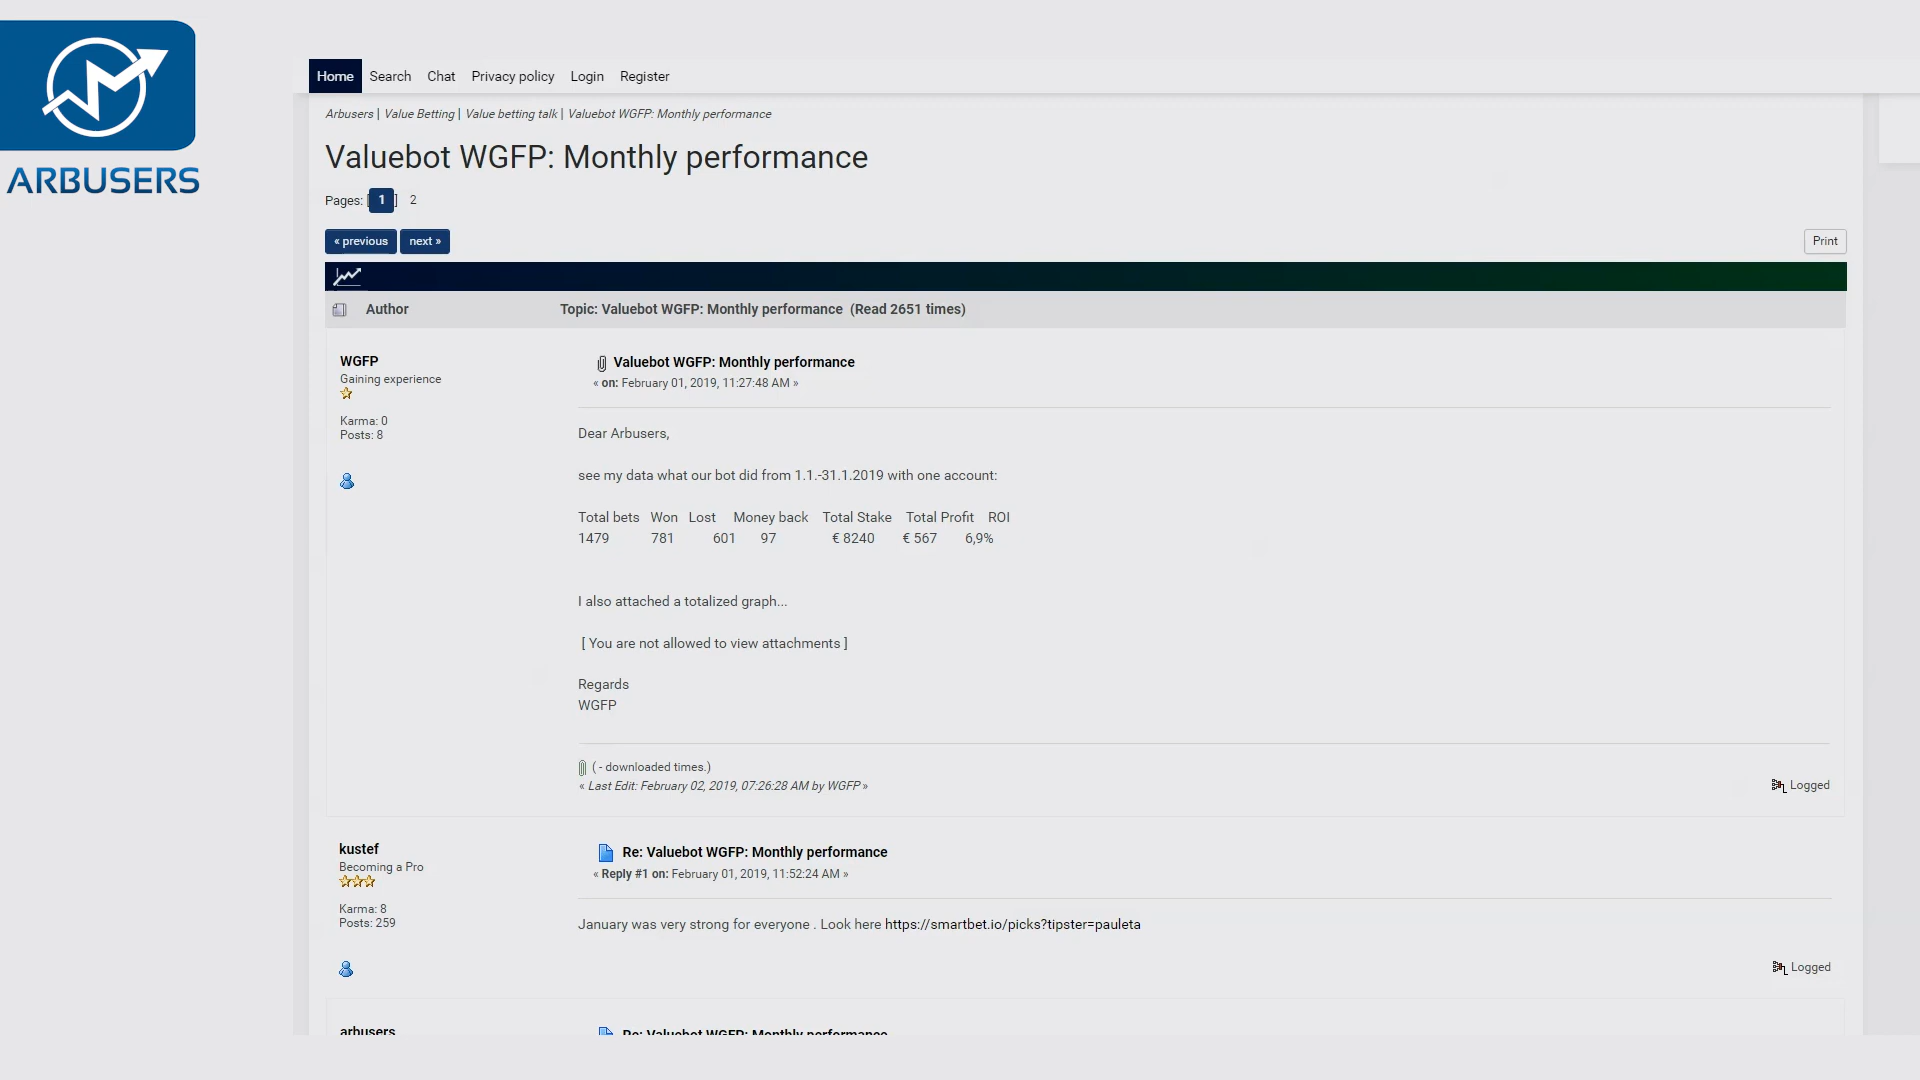 ARBUSERS
Home Search Chat Privacy policy Login Register
Arbusers | Value Betting | Value betting talk | Valuebot WGFP: Monthly performance
Valuebot WGFP: Monthly performance
Pages: [1] 2
« previous next » Print
Author Topic: Valuebot WGFP: Monthly performance (Read 2651 times)
WGFP
Gaining experience
Karma: 0
Posts: 8
Valuebot WGFP: Monthly performance
« on: February 01, 2019, 11:27:48 AM »
Dear Arbusers,
see my data what our bot did from 1.1.-31.1.2019 with one account:
Total bets Won Lost Money back Total Stake Total Profit ROI
1479 781 601 97 € 8240 € 567 6,9%
I also attached a totalized graph...
[ You are not allowed to view attachments ]
Regards
WGFP
( - downloaded times.)
« Last Edit: February 02, 2019, 07:26:28 AM by WGFP »
Logged
kustef
Becoming a Pro
Karma: 8
Posts: 259
Re: Valuebot WGFP: Monthly performance
« Reply #1 on: February 01, 2019, 11:52:24 AM »
January was very strong for everyone . Look here https://smartbet.io/picks?tipster=pauleta
Logged
arbusers
Re: Valuebot WGFP: Monthly performance